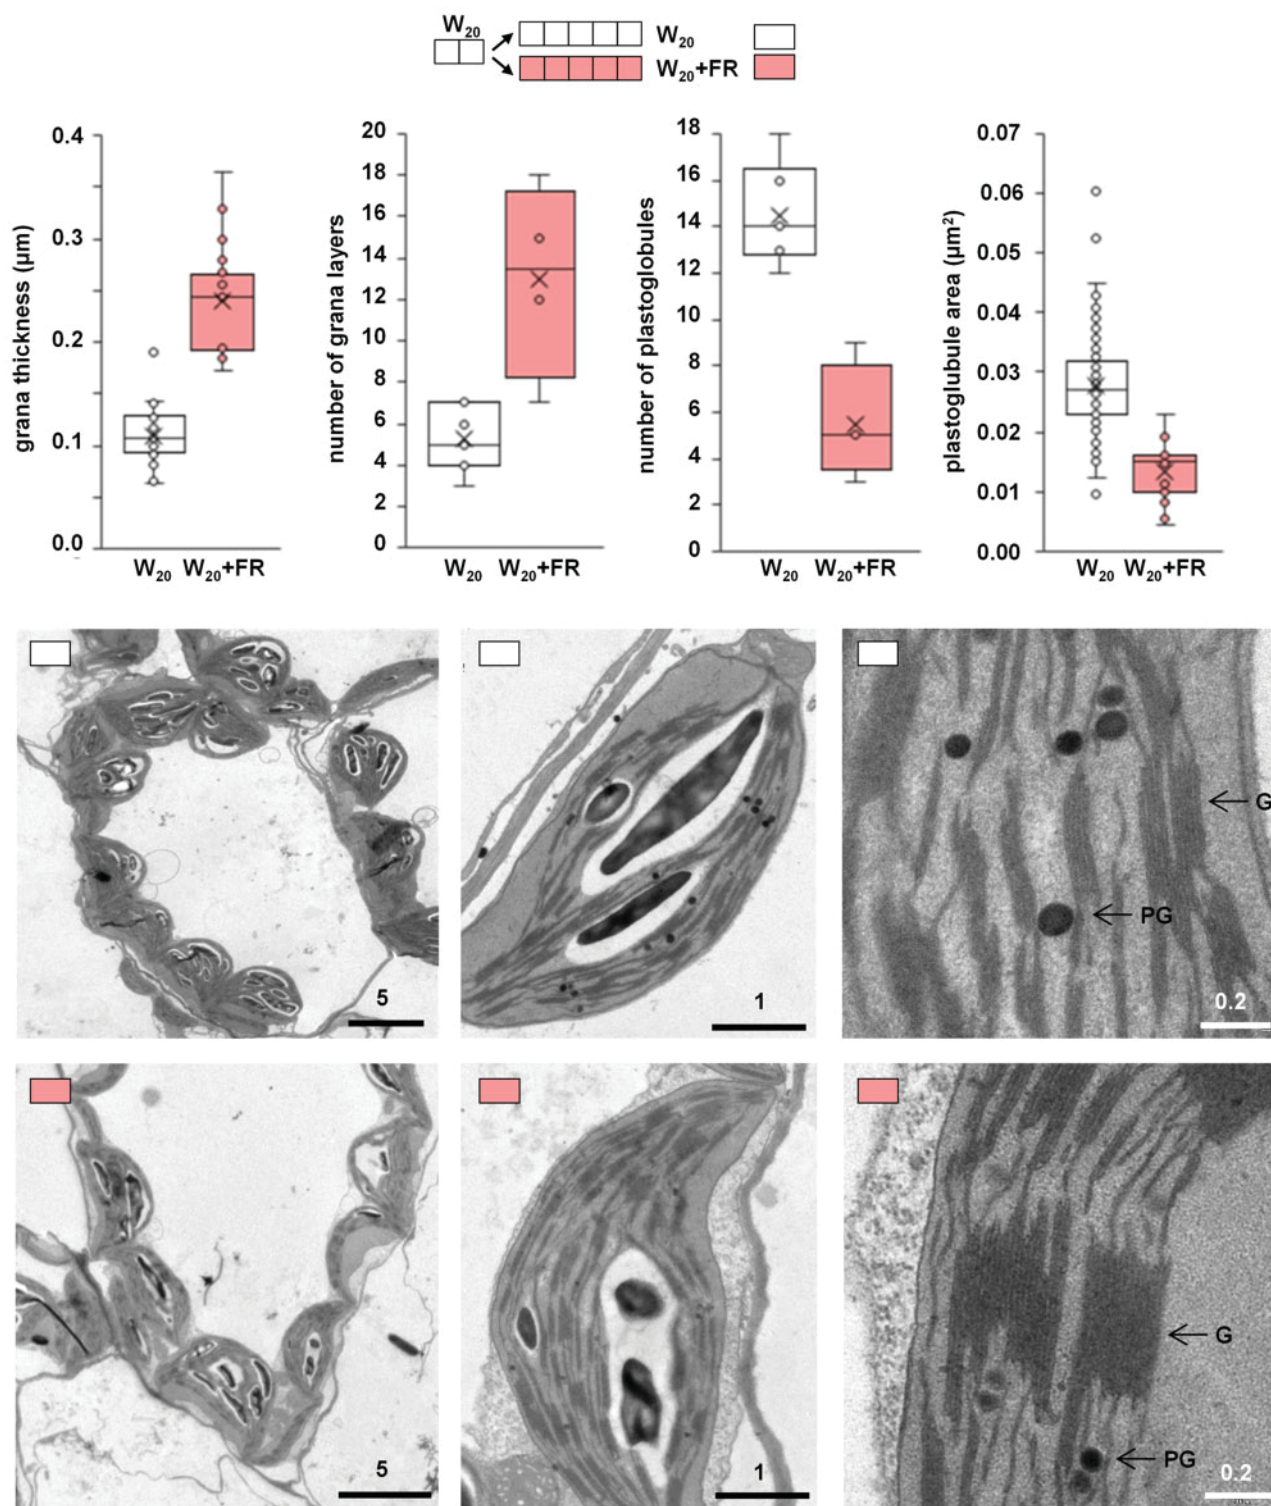 W20
W20
W20+FR
grana thickness (µm)
0.4
0.3
0.2
0.1
0.0
W20 W20+FR
number of grana layers
20
18
16
14
12
10
8
6
4
2
0
W20 W20+FR
number of plastoglobules
18
16
14
12
10
8
6
4
2
0
W20 W20+FR
plastoglubule area (µm2)
0.07
0.06
0.05
0.04
0.03
0.02
0.01
0.00
W20 W20+FR
5
1
G
PG
0.2
5
1
G
PG
0.2